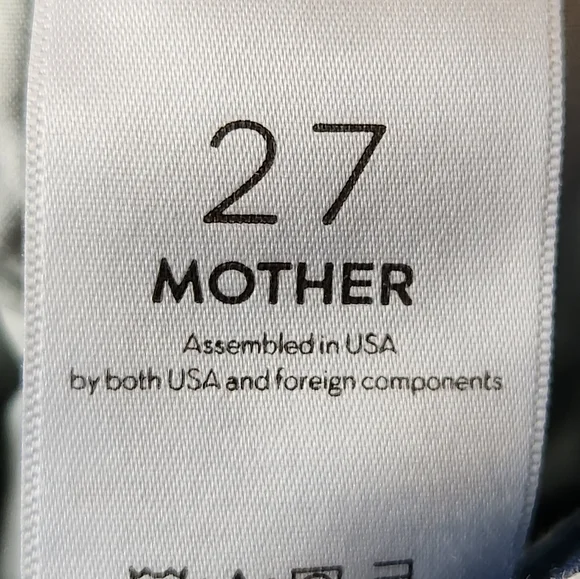 27
MOTHER
Assembled in USA
by both USA and foreign components